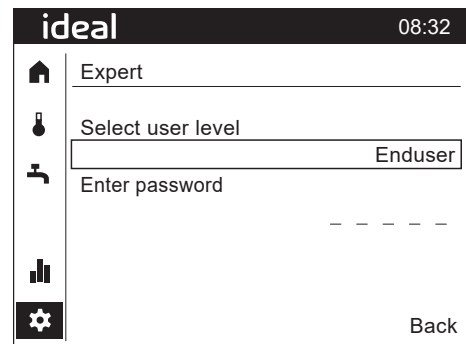 ideal 08:32
Expert
Select user level
Enduser
Enter password
_ _ _ _ _
Back